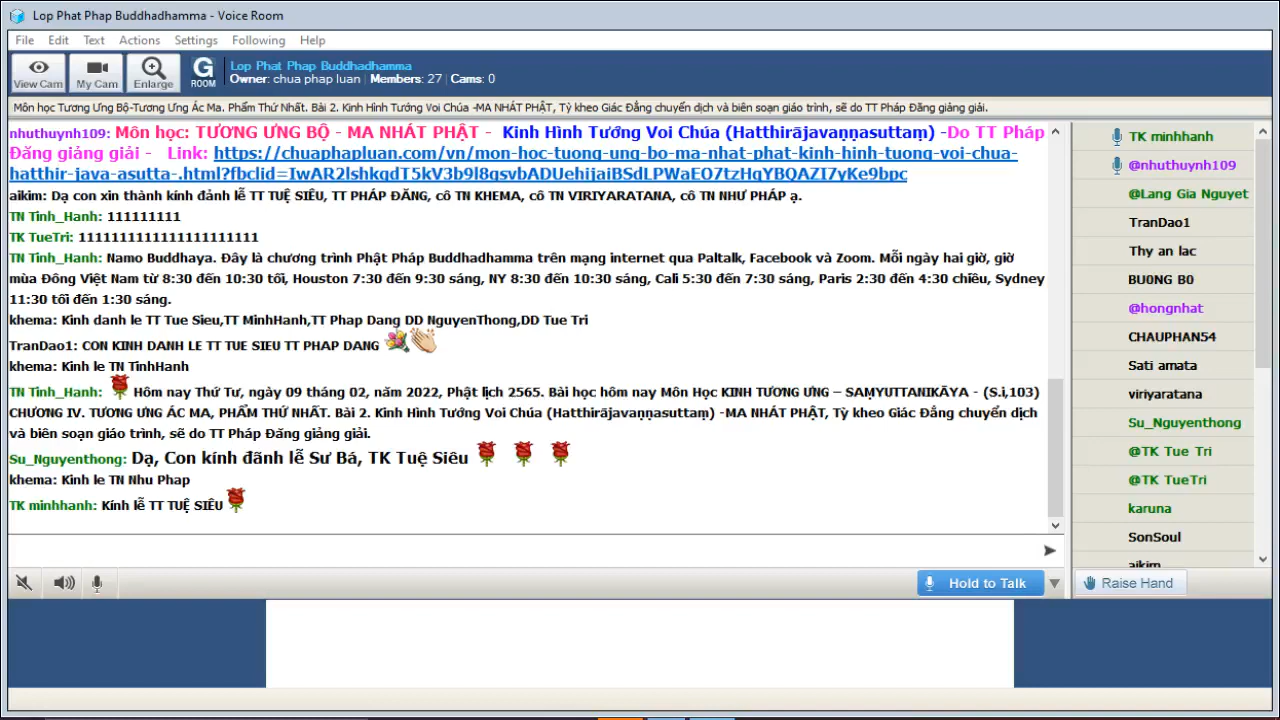 Lop Phat Phap Buddhadhamma - Voice Room
File Edit Text Actions Settings Following Help
View Cam My Cam Enlarge G ROOM
Lop Phat Phap Buddhadhamma
Owner: chua phap luan Members: 27 Cams: 0
Môn học Tương Ưng Bộ-Tương Ưng Ác Ma. Phẩm Thứ Nhất. Bài 2. Kinh Hình Tướng Voi Chúa -MA NHÁT PHẬT, Tỳ kheo Giác Đẳng chuyển dịch và biên soạn giáo trình, sẽ do TT Pháp Đăng giảng giải.
nhuthuynh109: Môn học: TƯƠNG ƯNG BỘ - MA NHÁT PHẬT - Kinh Hình Tướng Voi Chúa (Hatthirājavaṇṇasuttaṃ) -Do TT Pháp
Đăng giảng giải - Link: https://chuaphapluan.com/vn/mon-hoc-tuong-ung-bo-ma-nhat-phat-kinh-hinh-tuong-voi-chua-
hatthir-java-asutta-.html?fbclid=IwAR2lshkgdT5kV3b9l8gsvbADUehijaiBSdLPWaEO7tzHqYBQAZI7yKe9bpc
aikim: Dạ con xin thành kính đảnh lễ TT TUỆ SIÊU, TT PHÁP ĐĂNG, cô TN KHEMA, cô TN VIRIYARATANA, cô TN NHƯ PHÁP ạ.
TN Tinh_Hanh: 111111111
TK TueTri: 1111111111111111111111
TN Tinh_Hanh: Namo Buddhaya. Đây là chương trình Phật Pháp Buddhadhamma trên mạng internet qua Paltalk, Facebook và Zoom. Mỗi ngày hai giờ, giờ
mùa Đông Việt Nam từ 8:30 đến 10:30 tối, Houston 7:30 đến 9:30 sáng, NY 8:30 đến 10:30 sáng, Cali 5:30 đến 7:30 sáng, Paris 2:30 đến 4:30 chiều, Sydney
11:30 tối đến 1:30 sáng.
khema: Kinh danh le TT Tue Sieu,TT MinhHanh,TT Phap Dang DD NguyenThong,DD Tue Tri
TranDao1: CON KINH DANH LE TT TUE SIEU TT PHAP DANG
khema: Kinh le TN TinhHanh
TN Tinh_Hanh: Hôm nay Thứ Tư, ngày 09 tháng 02, năm 2022, Phật lịch 2565. Bài học hôm nay Môn Học KINH TƯƠNG ƯNG – SAṂYUTTANIKĀYA - (S.i,103)
CHƯƠNG IV. TƯƠNG ƯNG ÁC MA, PHẨM THỨ NHẤT. Bài 2. Kinh Hình Tướng Voi Chúa (Hatthirājavaṇṇasuttaṃ) -MA NHÁT PHẬT, Tỳ kheo Giác Đẳng chuyển dịch
và biên soạn giáo trình, sẽ do TT Pháp Đăng giảng giải.
Su_Nguyenthong: Dạ, Con kính đãnh lễ Sư Bá, TK Tuệ Siêu
khema: Kinh le TN Nhu Phap
TK minhhanh: Kính lễ TT TUỆ SIÊU
Hold to Talk
TK minhhanh
@nhuthuynh109
@Lang Gia Nguyet
TranDao1
Thy an lac
BU0NG B0
@hongnhat
CHAUPHAN54
Sati amata
viriyaratana
Su_Nguyenthong
@TK Tue Tri
@TK TueTri
karuna
SonSoul
aikim
Raise Hand